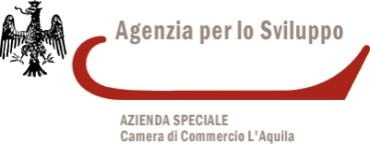 Agenzia per lo Sviluppo
AZIENDA SPECIALE
Camera di Commercio L'Aquila